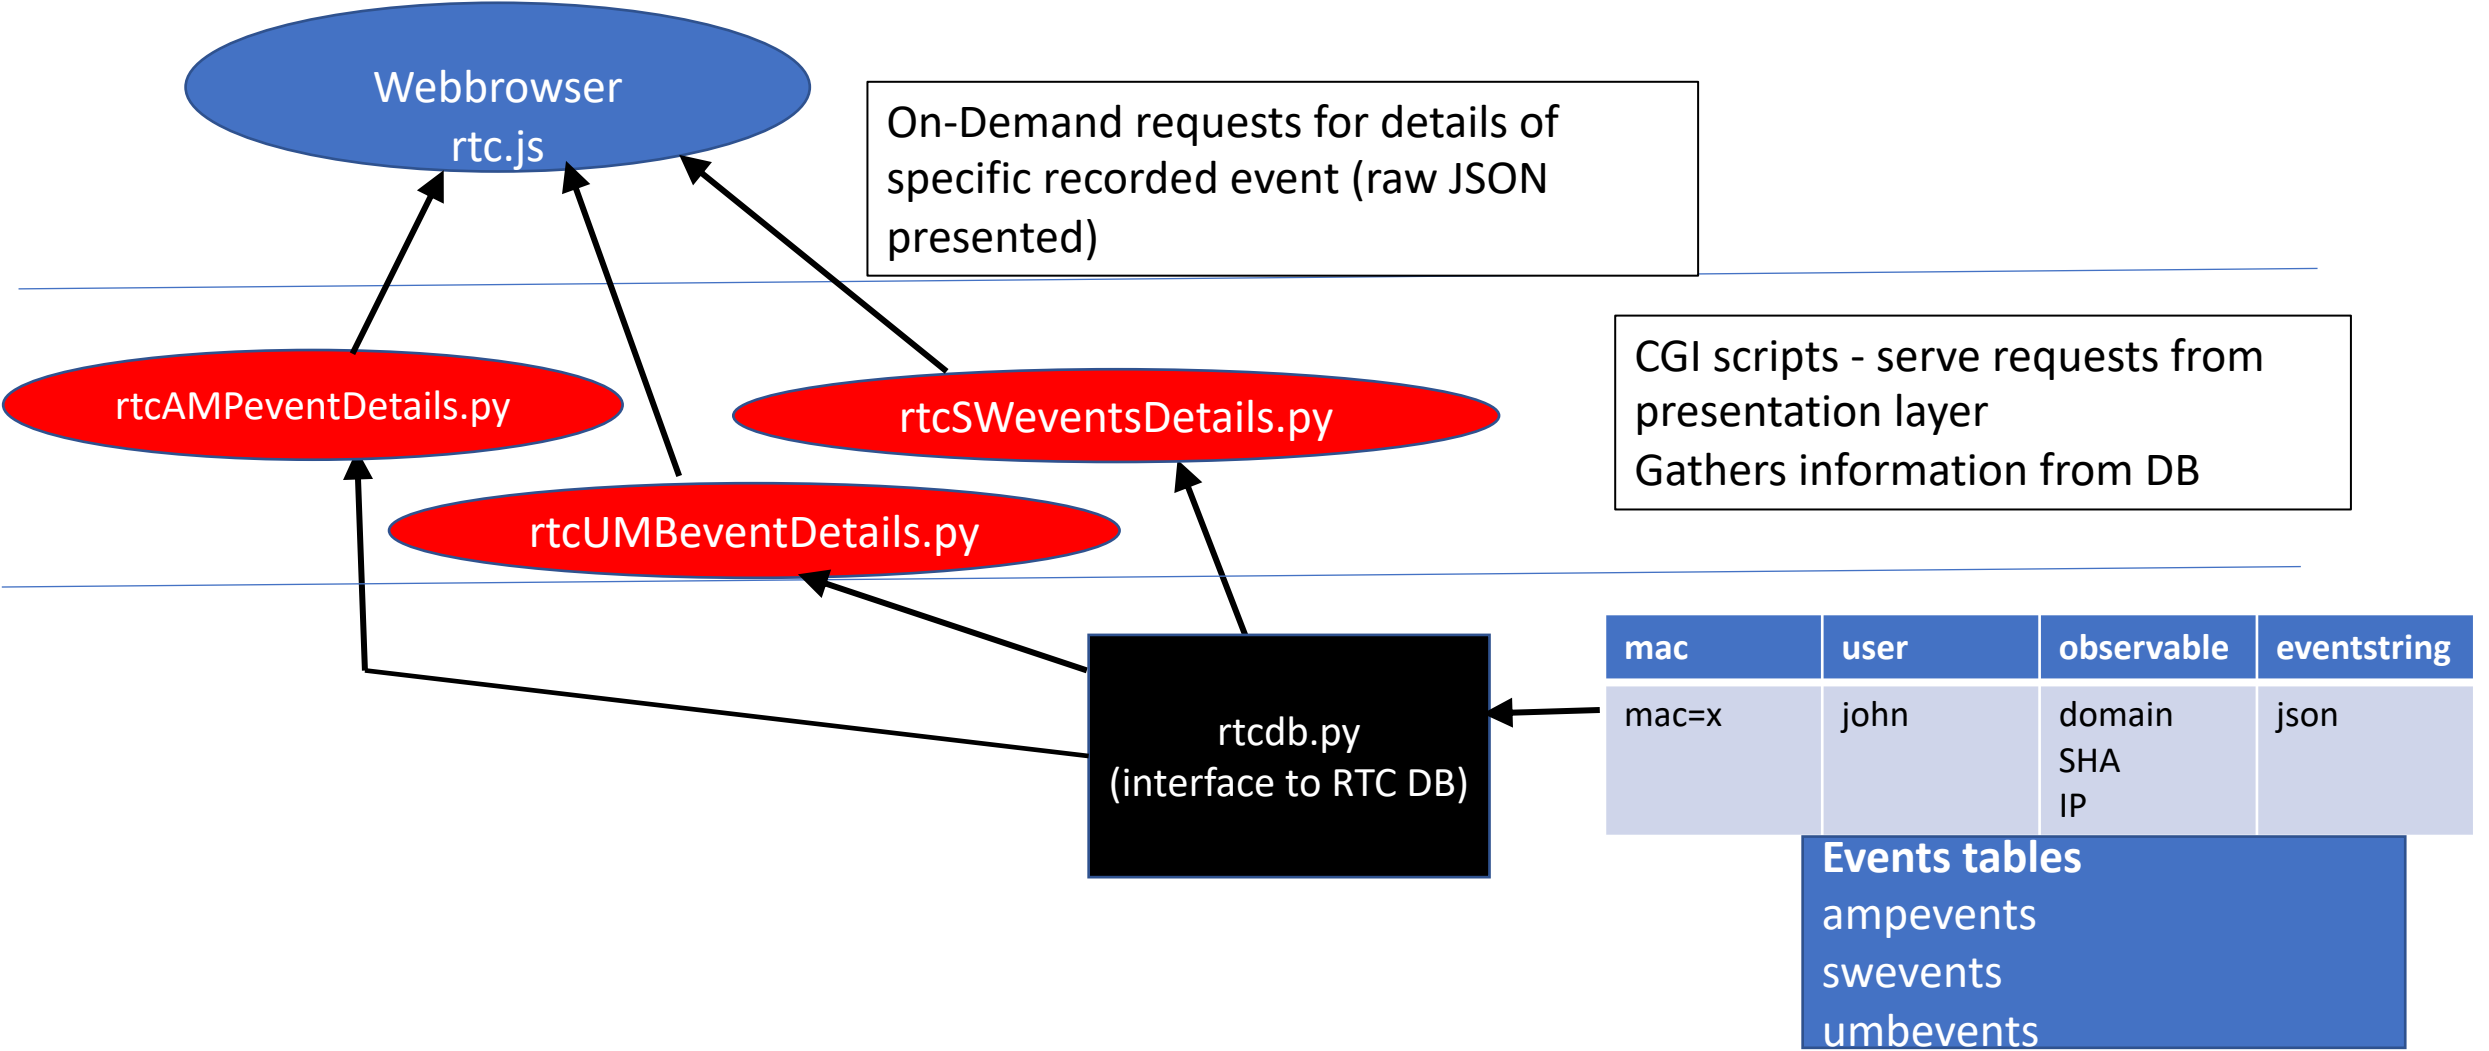 Webbrowser
rtc.js
On-Demand requests for details of
specific recorded event (raw JSON
presented)
CGI scripts - serve requests from
presentation layer
Gathers information from DB
rtcAMPeventDetails.py
rtcSWeventsDetails.py
rtcUMBeventDetails.py
rtcdb.py
(interface to RTC DB)
mac user observable eventstring
mac=x john domain json
SHA
IP
Events tables
ampevents
swevents
umbevents